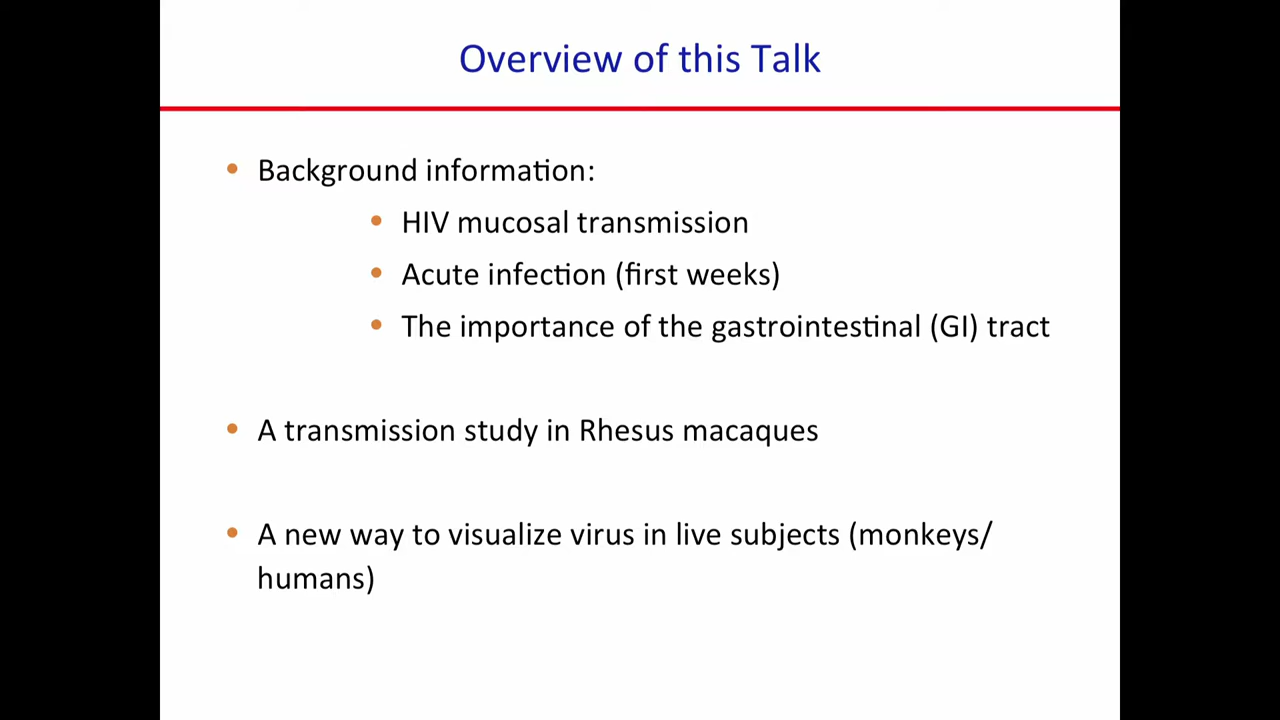 Overview of this Talk
• Background information:
• HIV mucosal transmission
• Acute infection (first weeks)
• The importance of the gastrointestinal (GI) tract
• A transmission study in Rhesus macaques
• A new way to visualize virus in live subjects (monkeys/
humans)